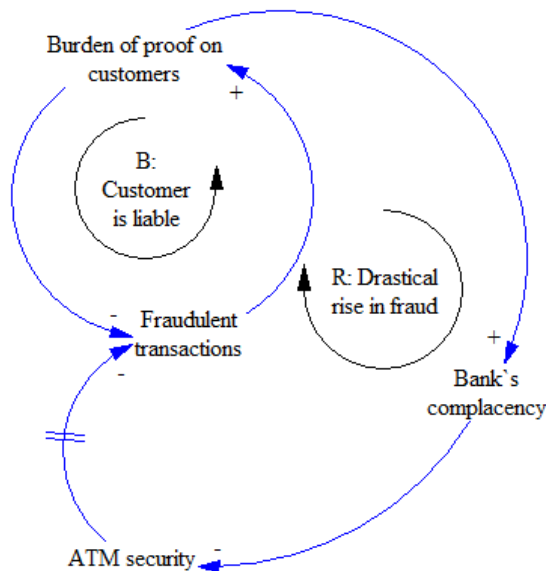 Burden of proof on
customers
+
B:
Customer
is liable
R: Drastical
rise in fraud
-
Fraudulent
transactions
-
+
Bank`s
complacency
ATM security
-